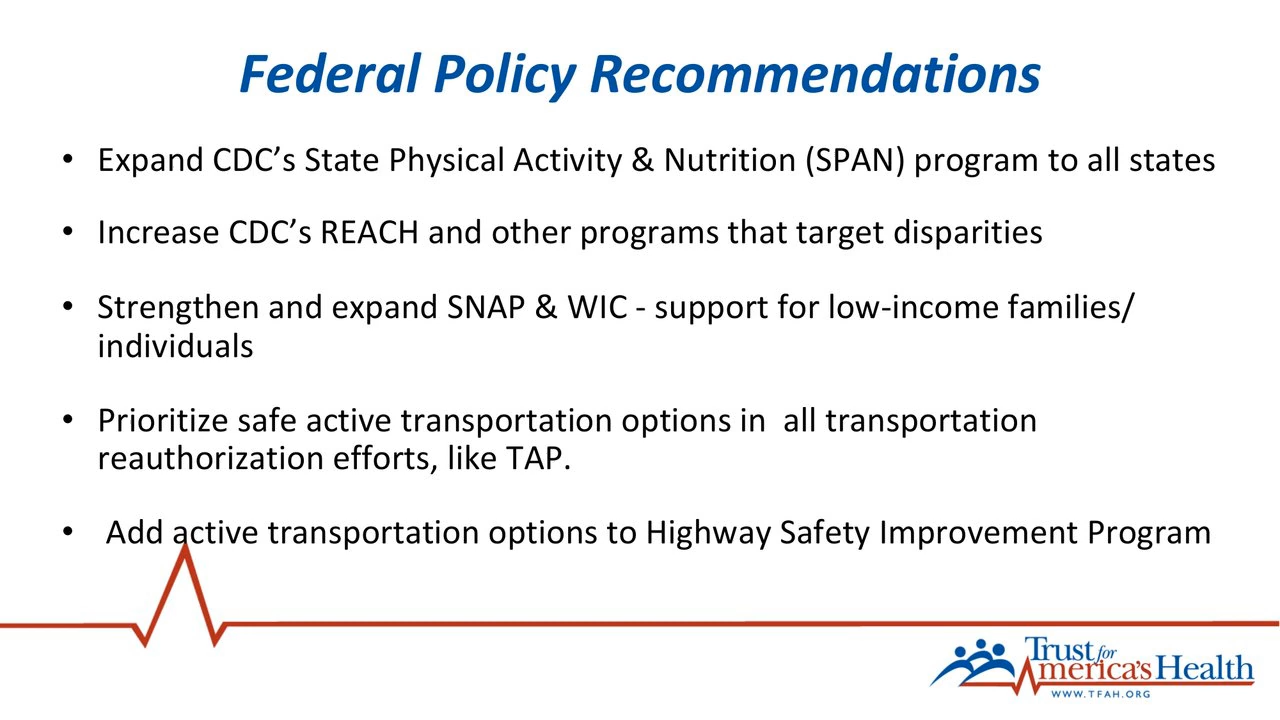 Federal Policy Recommendations
• Expand CDC’s State Physical Activity & Nutrition (SPAN) program to all states
• Increase CDC’s REACH and other programs that target disparities
• Strengthen and expand SNAP & WIC - support for low-income families/
individuals
• Prioritize safe active transportation options in  all transportation
reauthorization efforts, like TAP.
• Add active transportation options to Highway Safety Improvement Program
Trust for
America's Health
WWW.TFAH.ORG